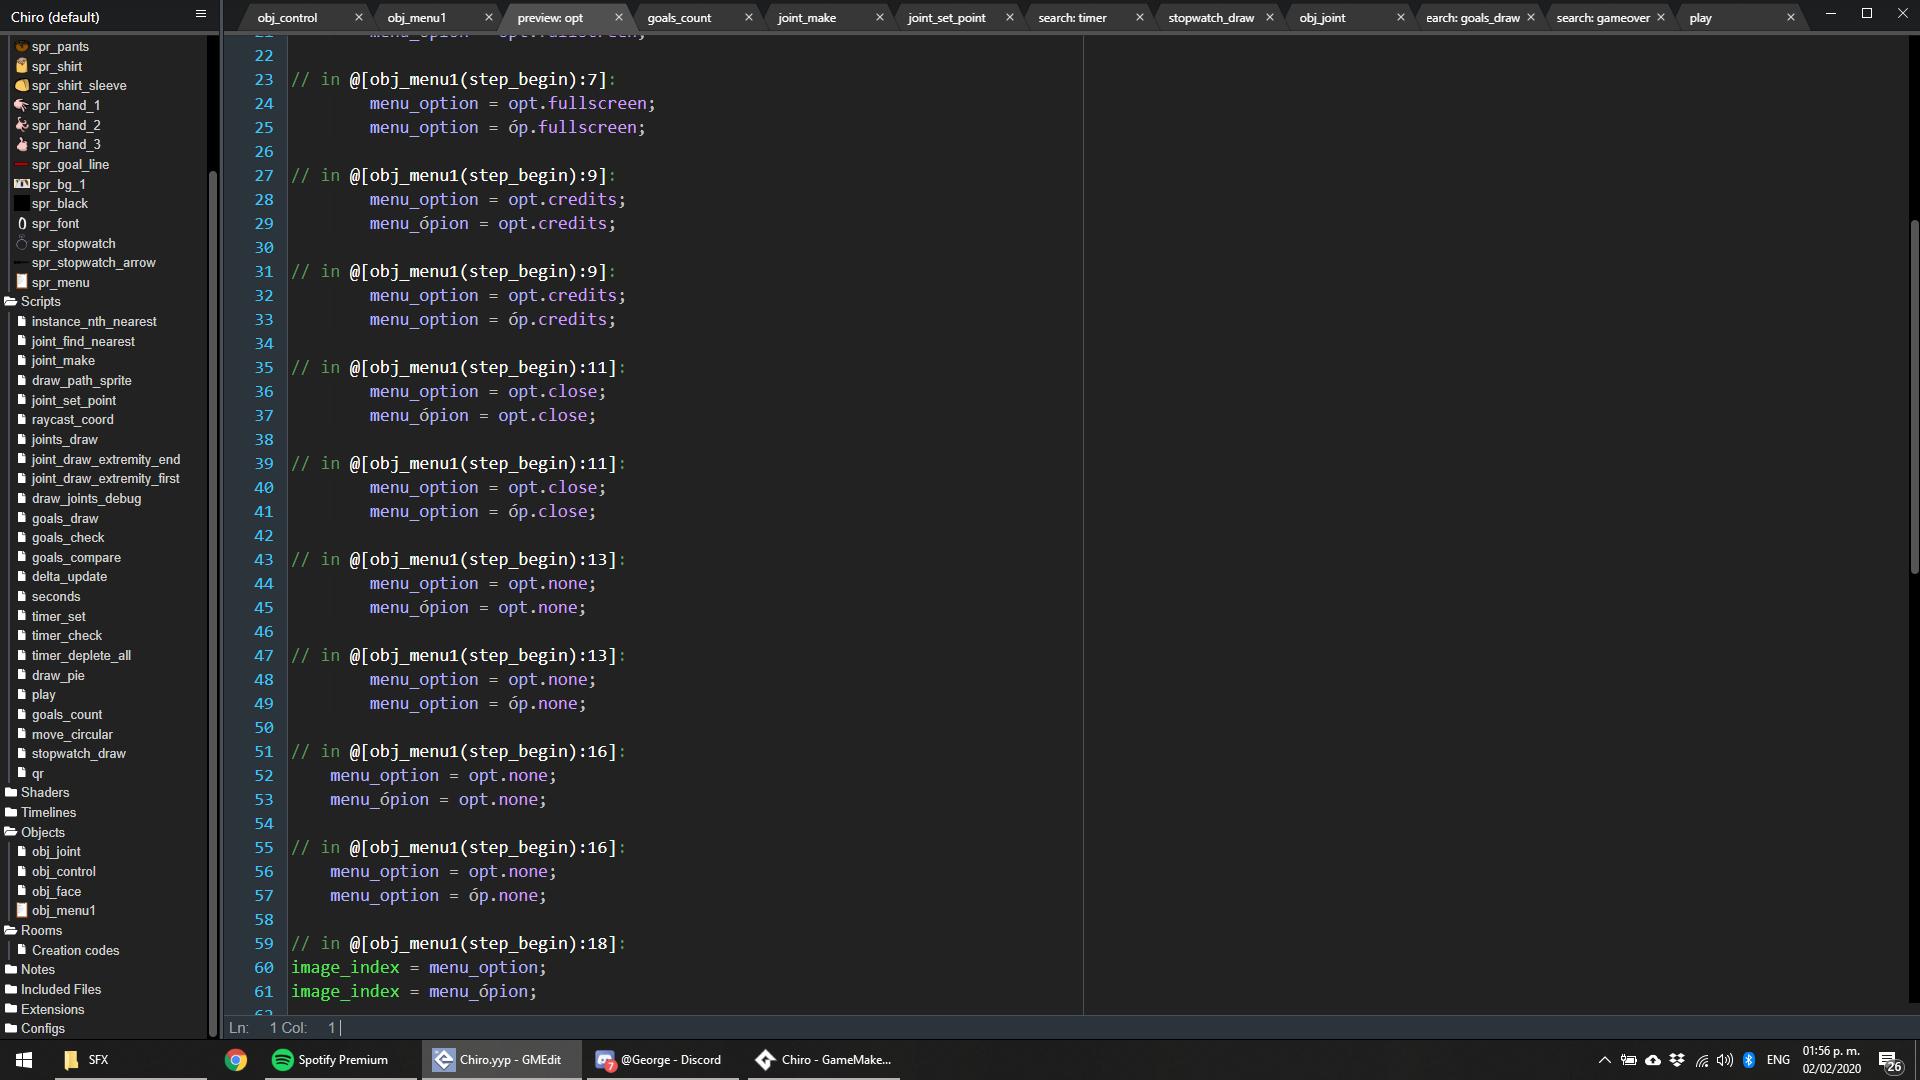 Chiro (default)
obj_control
obj_menu1
preview: opt
goals_count
joint_make
joint_set_point
search: timer
stopwatch_draw
obj_joint
earch: goals_draw
search: gameover
play
spr_pants
spr_shirt
spr_shirt_sleeve
spr_hand_1
spr_hand_2
spr_hand_3
spr_goal_line
spr_bg_1
spr_black
spr_font
spr_stopwatch
spr_stopwatch_arrow
spr_menu
Scripts
instance_nth_nearest
joint_find_nearest
joint_make
draw_path_sprite
joint_set_point
raycast_coord
joints_draw
joint_draw_extremity_end
joint_draw_extremity_first
draw_joints_debug
goals_draw
goals_check
goals_compare
delta_update
seconds
timer_set
timer_check
timer_deplete_all
draw_pie
play
goals_count
move_circular
stopwatch_draw
qr
Shaders
Timelines
Objects
obj_joint
obj_control
obj_face
obj_menu1
Rooms
Creation codes
Notes
Included Files
Extensions
Configs
21 menu_opion = opt.fullscreen;
22
23 // in @[obj_menu1(step_begin):7]:
24 menu_option = opt.fullscreen;
25 menu_option = óp.fullscreen;
26
27 // in @[obj_menu1(step_begin):9]:
28 menu_option = opt.credits;
29 menu_ópion = opt.credits;
30
31 // in @[obj_menu1(step_begin):9]:
32 menu_option = opt.credits;
33 menu_option = óp.credits;
34
35 // in @[obj_menu1(step_begin):11]:
36 menu_option = opt.close;
37 menu_ópion = opt.close;
38
39 // in @[obj_menu1(step_begin):11]:
40 menu_option = opt.close;
41 menu_option = óp.close;
42
43 // in @[obj_menu1(step_begin):13]:
44 menu_option = opt.none;
45 menu_ópion = opt.none;
46
47 // in @[obj_menu1(step_begin):13]:
48 menu_option = opt.none;
49 menu_option = óp.none;
50
51 // in @[obj_menu1(step_begin):16]:
52 menu_option = opt.none;
53 menu_ópion = opt.none;
54
55 // in @[obj_menu1(step_begin):16]:
56 menu_option = opt.none;
57 menu_option = óp.none;
58
59 // in @[obj_menu1(step_begin):18]:
60 image_index = menu_option;
61 image_index = menu_ópion;
62
Ln: 1 Col: 1
SFX
Spotify Premium
Chiro.yyp - GMEdit
7
@George - Discord
Chiro - GameMake...
ENG
01:56 p. m.
02/02/2020
26